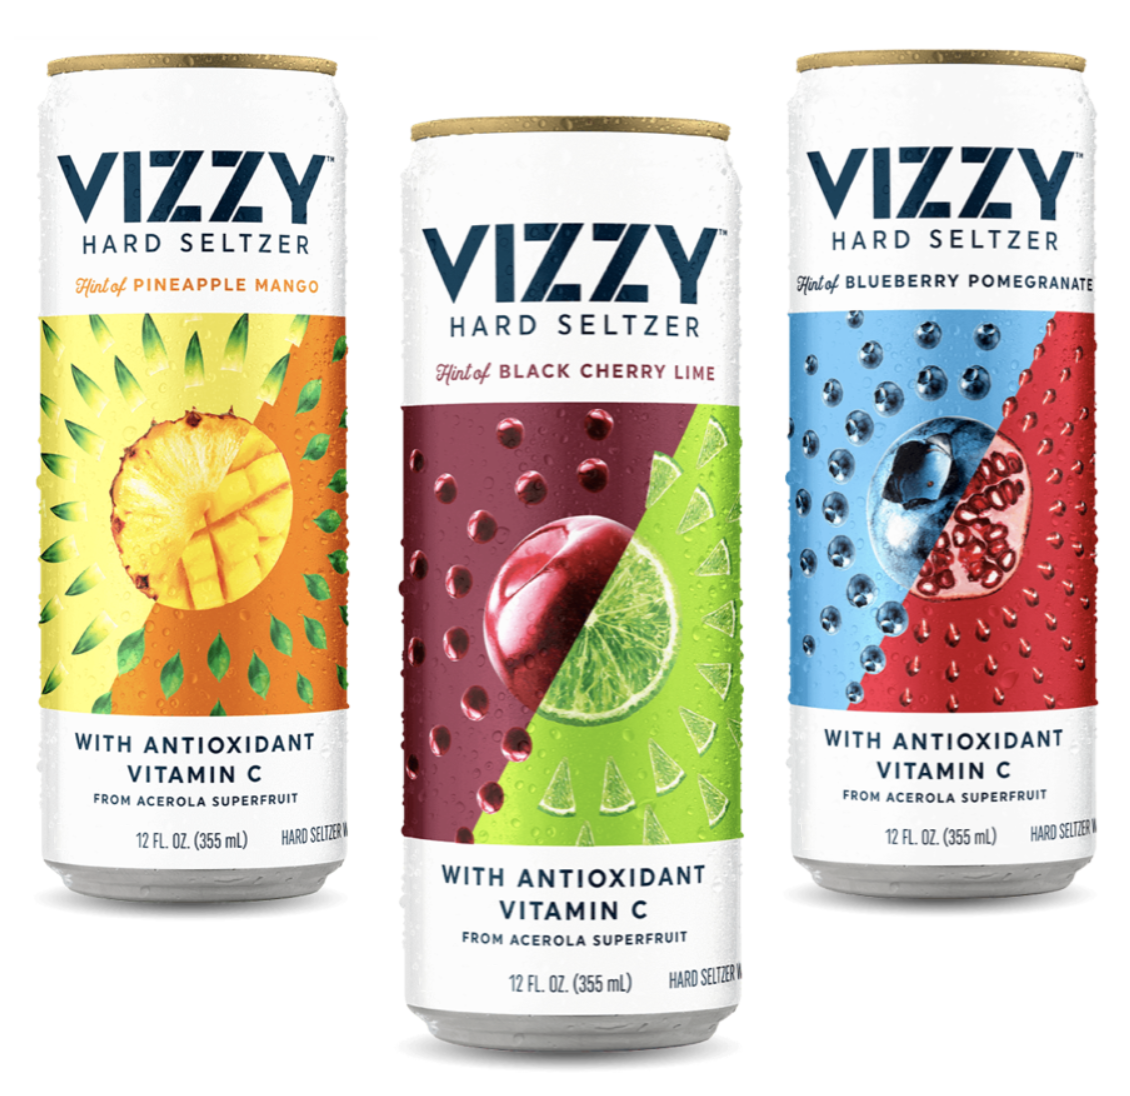 VIZZY™
HARD SELTZER
Hint of PINEAPPLE MANGO
WITH ANTIOXIDANT
VITAMIN C
FROM ACEROLA SUPERFRUIT
12 FL. OZ. (355 mL)
HARD SELTZER
VIZZY™
HARD SELTZER
Hint of BLACK CHERRY LIME
WITH ANTIOXIDANT
VITAMIN C
FROM ACEROLA SUPERFRUIT
12 FL. OZ. (355 mL)
HARD SELTZER
VIZZY™
HARD SELTZER
Hint of BLUEBERRY POMEGRANATE
WITH ANTIOXIDANT
VITAMIN C
FROM ACEROLA SUPERFRUIT
12 FL. OZ. (355 mL)
HARD SELTZER